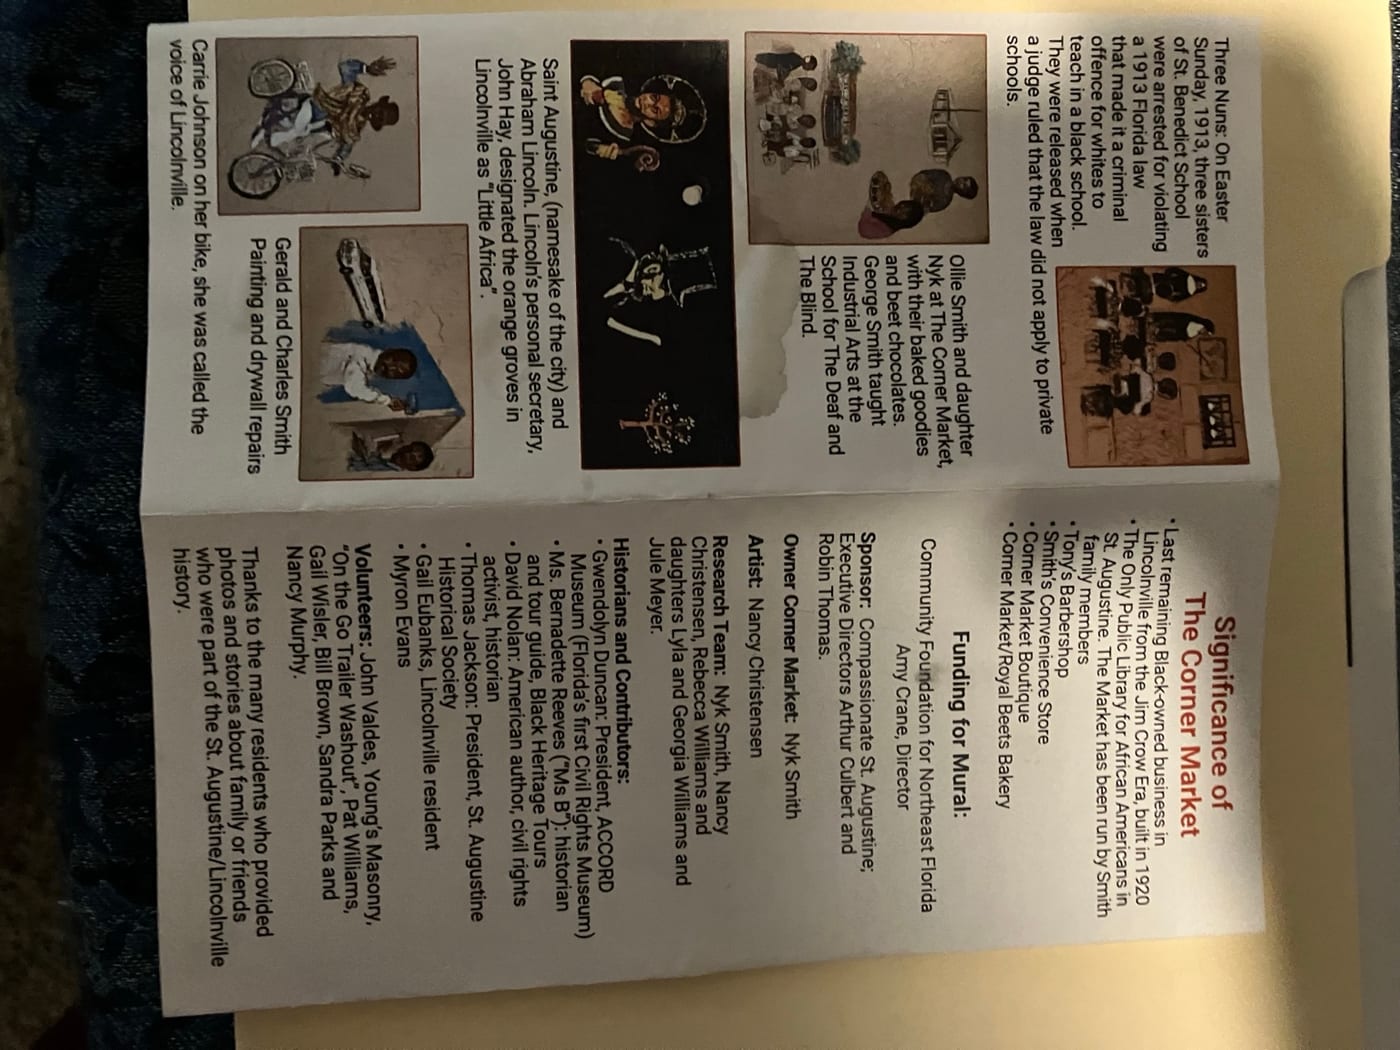 Three Nuns: On Easter
Sunday, 1913, three sisters
of St. Benedict School
were arrested for violating
a 1913 Florida law
that made it a criminal
offence for whites to
teach in a black school.
They were released when
a judge ruled that the law did not apply to private
schools.
Ollie Smith and daughter
Nyk at The Corner Market,
with their baked goodies
and beet chocolates.
George Smith taught
Industrial Arts at the
School for The Deaf and
The Blind.
Saint Augustine, (namesake of the city) and
Abraham Lincoln. Lincoln's personal secretary,
John Hay, designated the orange groves in
Lincolnville as "Little Africa".
Gerald and Charles Smith
Painting and drywall repairs
Carrie Johnson on her bike, she was called the
voice of Lincolnville.
Significance of
The Corner Market
• Last remaining Black-owned business in
Lincolnville from the Jim Crow Era, built in 1920
• The Only Public Library for African Americans in
St. Augustine. The Market has been run by Smith
family members
• Tony's Barbershop
• Smith's Convenience Store
• Corner Market Boutique
• Corner Market/Royal Beets Bakery
Funding for Mural:
Community Foundation for Northeast Florida
Amy Crane, Director
Sponsor: Compassionate St. Augustine;
Executive Directors Arthur Culbert and
Robin Thomas.
Owner Corner Market: Nyk Smith
Artist: Nancy Christensen
Research Team: Nyk Smith, Nancy
Christensen, Rebecca Williams and
daughters Lyla and Georgia Williams and
Jule Meyer.
Historians and Contributors:
• Gwendolyn Duncan: President, ACCORD
Museum (Florida's first Civil Rights Museum)
• Ms. Bernadette Reeves ("Ms B"): historian
and tour guide, Black Heritage Tours
• David Nolan: American author, civil rights
activist, historian
• Thomas Jackson: President, St. Augustine
Historical Society
• Gail Eubanks, Lincolnville resident
• Myron Evans
Volunteers: John Valdes, Young's Masonry,
"On the Go Trailer Washout", Pat Williams,
Gail Wisler, Bill Brown, Sandra Parks and
Nancy Murphy.
Thanks to the many residents who provided
photos and stories about family or friends
who were part of the St. Augustine/Lincolnville
history.